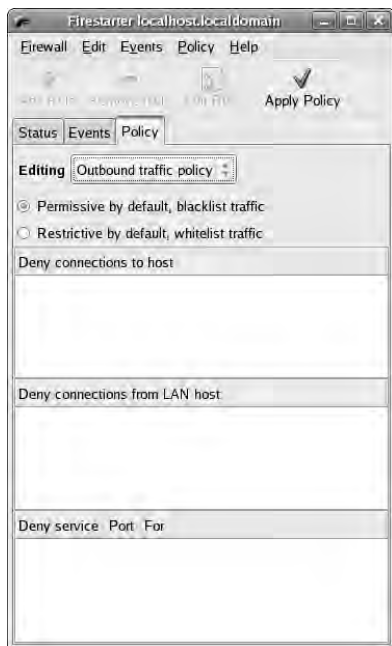 Firestarter localhost.localdomain
Firewall Edit Events Policy Help
Apply Policy
Status Events Policy
Editing Outbound traffic policy
Permissive by default, blacklist traffic
Restrictive by default, whitelist traffic
Deny connections to host
Deny connections from LAN host
Deny service Port For